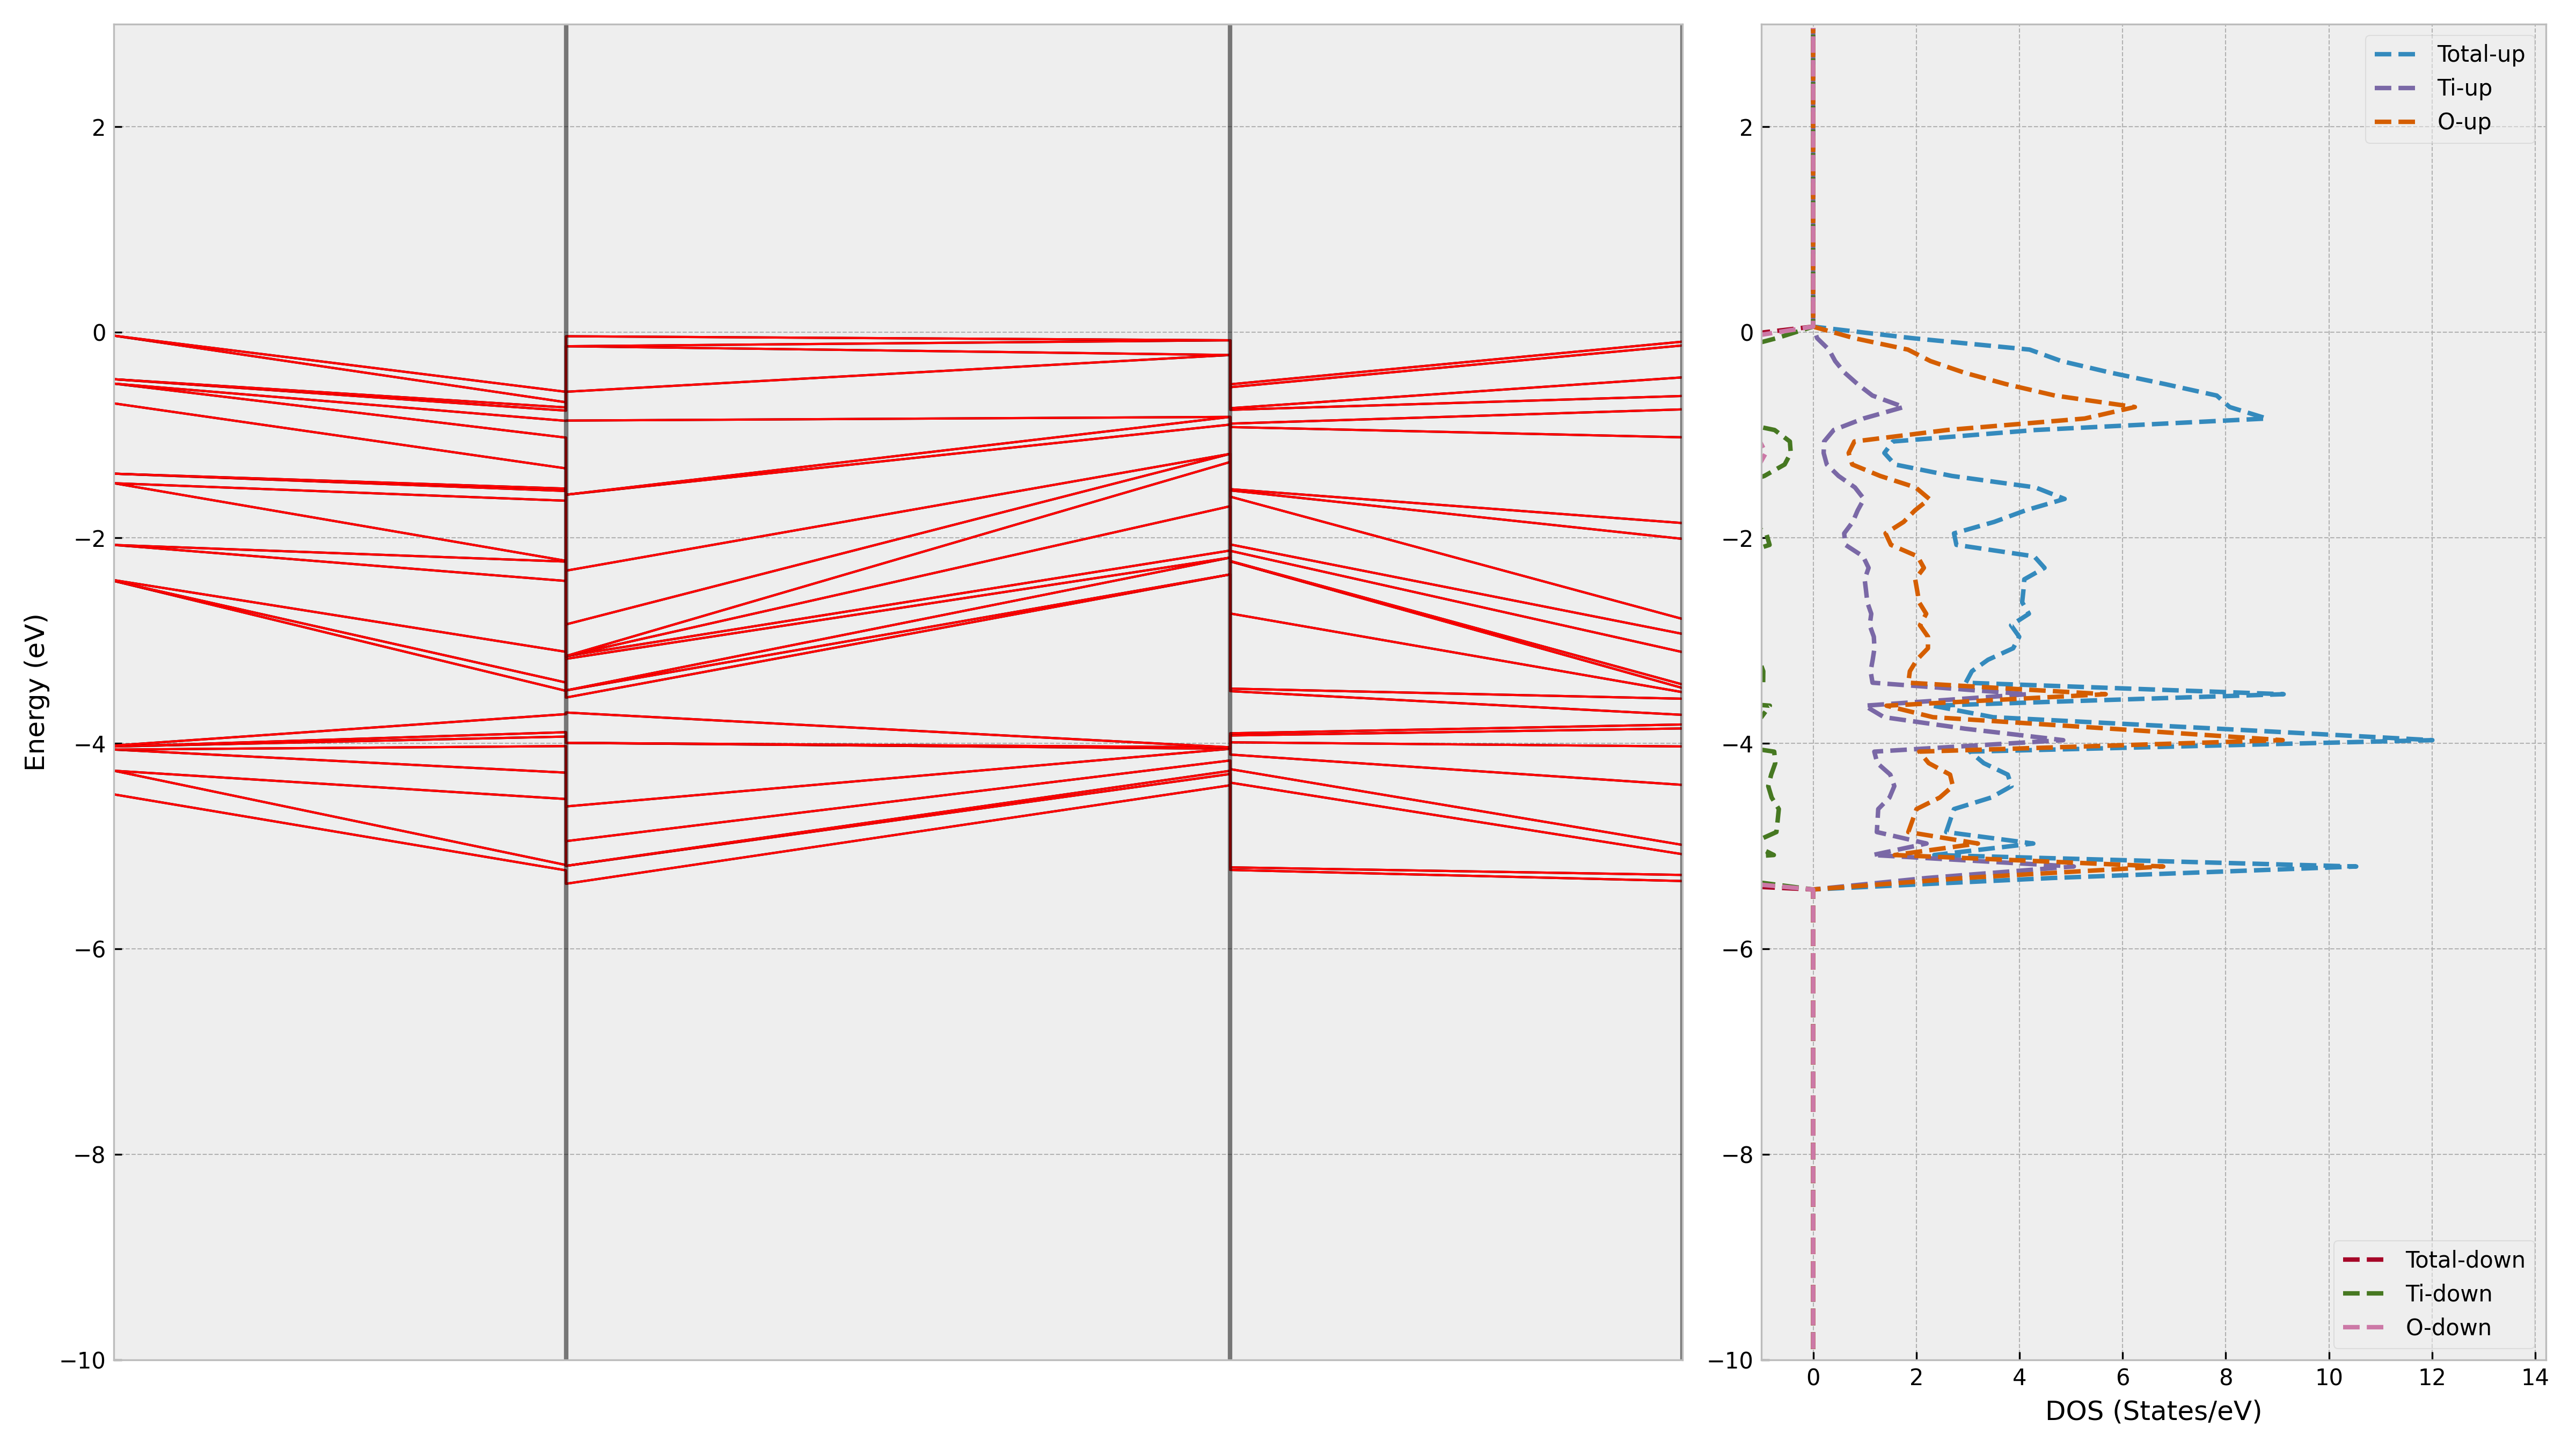 2
0
−2
−4
−6
−8
−10
Energy (eV)
2
0
−2
−4
−6
−8
−10
0 2 4 6 8 10 12 14
DOS (States/eV)
Total-up
Ti-up
O-up
Total-down
Ti-down
O-down